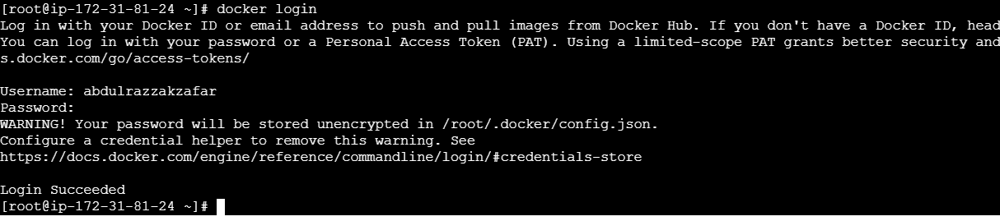 [root@ip-172-31-81-24 ~]# docker login
Log in with your Docker ID or email address to push and pull images from Docker Hub. If you don't have a Docker ID, head
You can log in with your password or a Personal Access Token (PAT). Using a limited-scope PAT grants better security and
s.docker.com/go/access-tokens/
Username: abdulrazzakzafar
Password:
WARNING! Your password will be stored unencrypted in /root/.docker/config.json.
Configure a credential helper to remove this warning. See
https://docs.docker.com/engine/reference/commandline/login/#credentials-store
Login Succeeded
[root@ip-172-31-81-24 ~]#